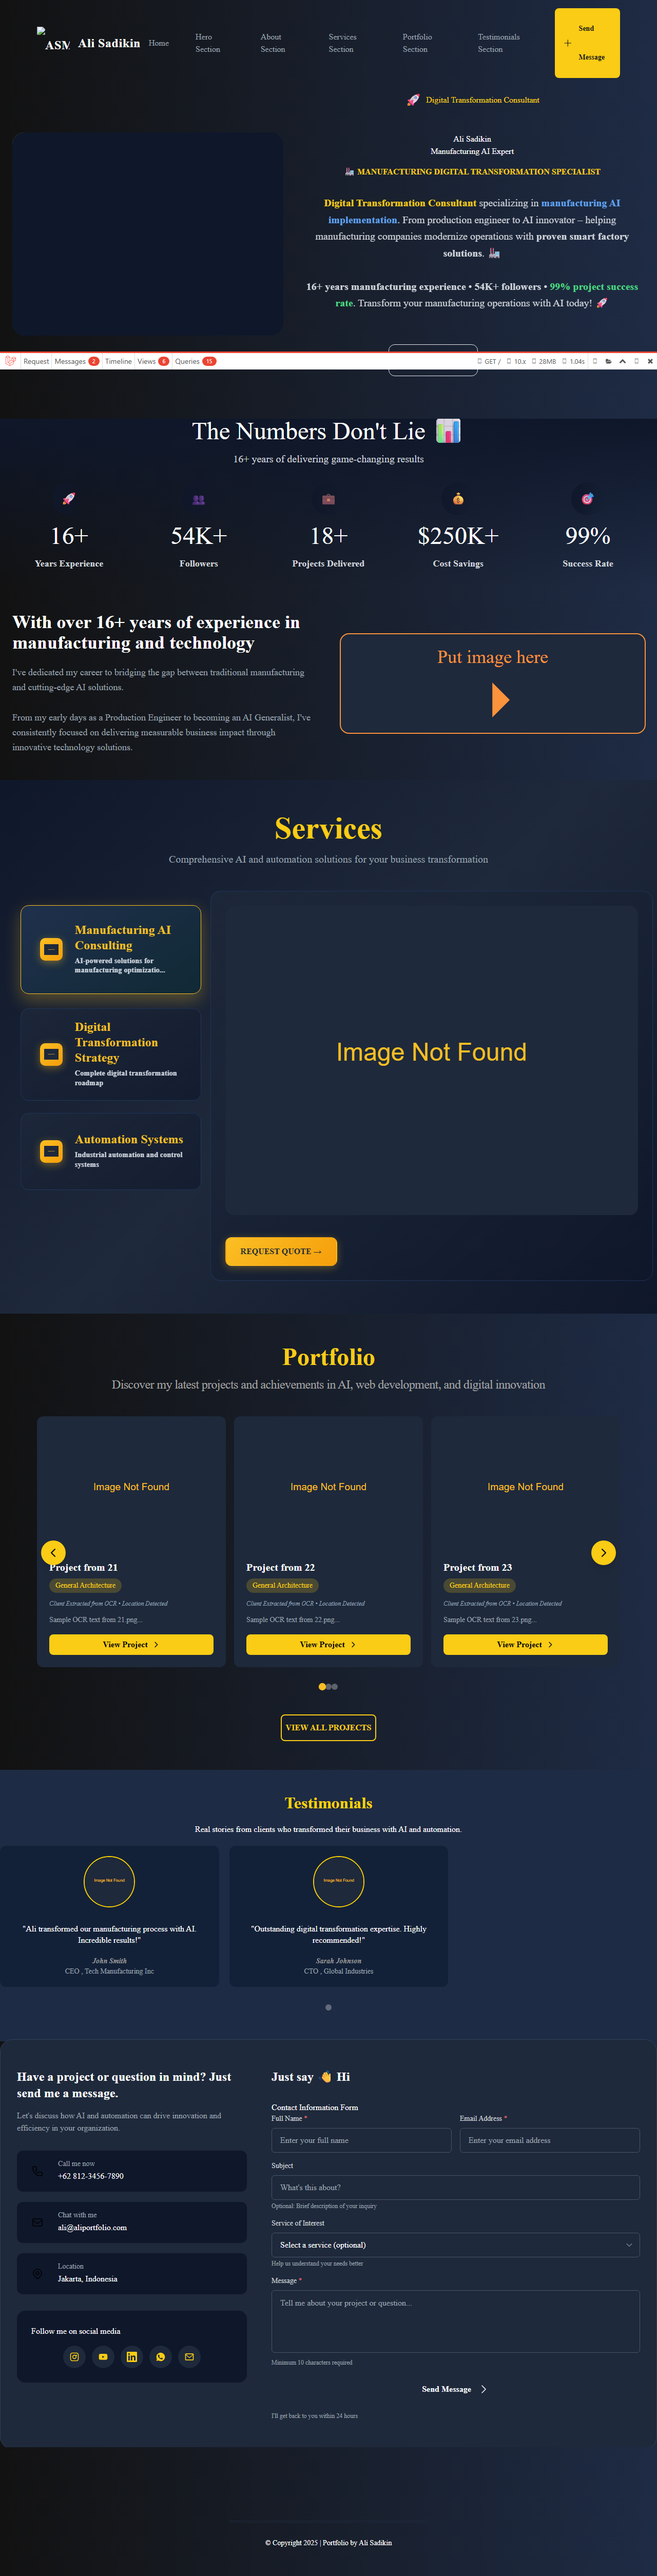 ASM
Ali Sadikin
Home
Hero
Section
About
Section
Services
Section
Portfolio
Section
Testimonials
Section
Send
Message
🚀 Digital Transformation Consultant
Ali Sadikin
Manufacturing AI Expert
🏭 MANUFACTURING DIGITAL TRANSFORMATION SPECIALIST
Digital Transformation Consultant specializing in manufacturing AI
implementation. From production engineer to AI innovator – helping
manufacturing companies modernize operations with proven smart factory
solutions. 🏭
16+ years manufacturing experience • 54K+ followers • 99% project success
rate. Transform your manufacturing operations with AI today! 🚀
Request Messages 2 Timeline Views 6 Queries 15 GET / 10.x 28MB 1.04s
The Numbers Don't Lie 📊
16+ years of delivering game-changing results
16+
Years Experience
54K+
Followers
18+
Projects Delivered
$250K+
Cost Savings
99%
Success Rate
With over 16+ years of experience in
manufacturing and technology
I've dedicated my career to bridging the gap between traditional manufacturing
and cutting-edge AI solutions.
From my early days as a Production Engineer to becoming an AI Generalist, I've
consistently focused on delivering measurable business impact through
innovative technology solutions.
Put image here
Services
Comprehensive AI and automation solutions for your business transformation
Manufacturing AI
Consulting
AI-powered solutions for
manufacturing optimizatio...
Digital
Transformation
Strategy
Complete digital transformation
roadmap
Automation Systems
Industrial automation and control
systems
Image Not Found
REQUEST QUOTE →
Portfolio
Discover my latest projects and achievements in AI, web development, and digital innovation
Image Not Found
Project from 21
General Architecture
Client Extracted from OCR • Location Detected
Sample OCR text from 21.png...
View Project
Image Not Found
Project from 22
General Architecture
Client Extracted from OCR • Location Detected
Sample OCR text from 22.png...
View Project
Image Not Found
Project from 23
General Architecture
Client Extracted from OCR • Location Detected
Sample OCR text from 23.png...
View Project
VIEW ALL PROJECTS
Testimonials
Real stories from clients who transformed their business with AI and automation.
Image Not Found
"Ali transformed our manufacturing process with AI.
Incredible results!"
John Smith
CEO , Tech Manufacturing Inc
Image Not Found
"Outstanding digital transformation expertise. Highly
recommended!"
Sarah Johnson
CTO , Global Industries
Have a project or question in mind? Just
send me a message.
Let's discuss how AI and automation can drive innovation and
efficiency in your organization.
Call me now
+62 812-3456-7890
Chat with me
ali@aliportfolio.com
Location
Jakarta, Indonesia
Follow me on social media
Just say 👋 Hi
Contact Information Form
Full Name *
Enter your full name
Email Address *
Enter your email address
Subject
What's this about?
Optional: Brief description of your inquiry
Service of Interest
Select a service (optional)
Help us understand your needs better
Message *
Tell me about your project or question...
Minimum 10 characters required
Send Message
I'll get back to you within 24 hours
© Copyright 2025 | Portfolio by Ali Sadikin